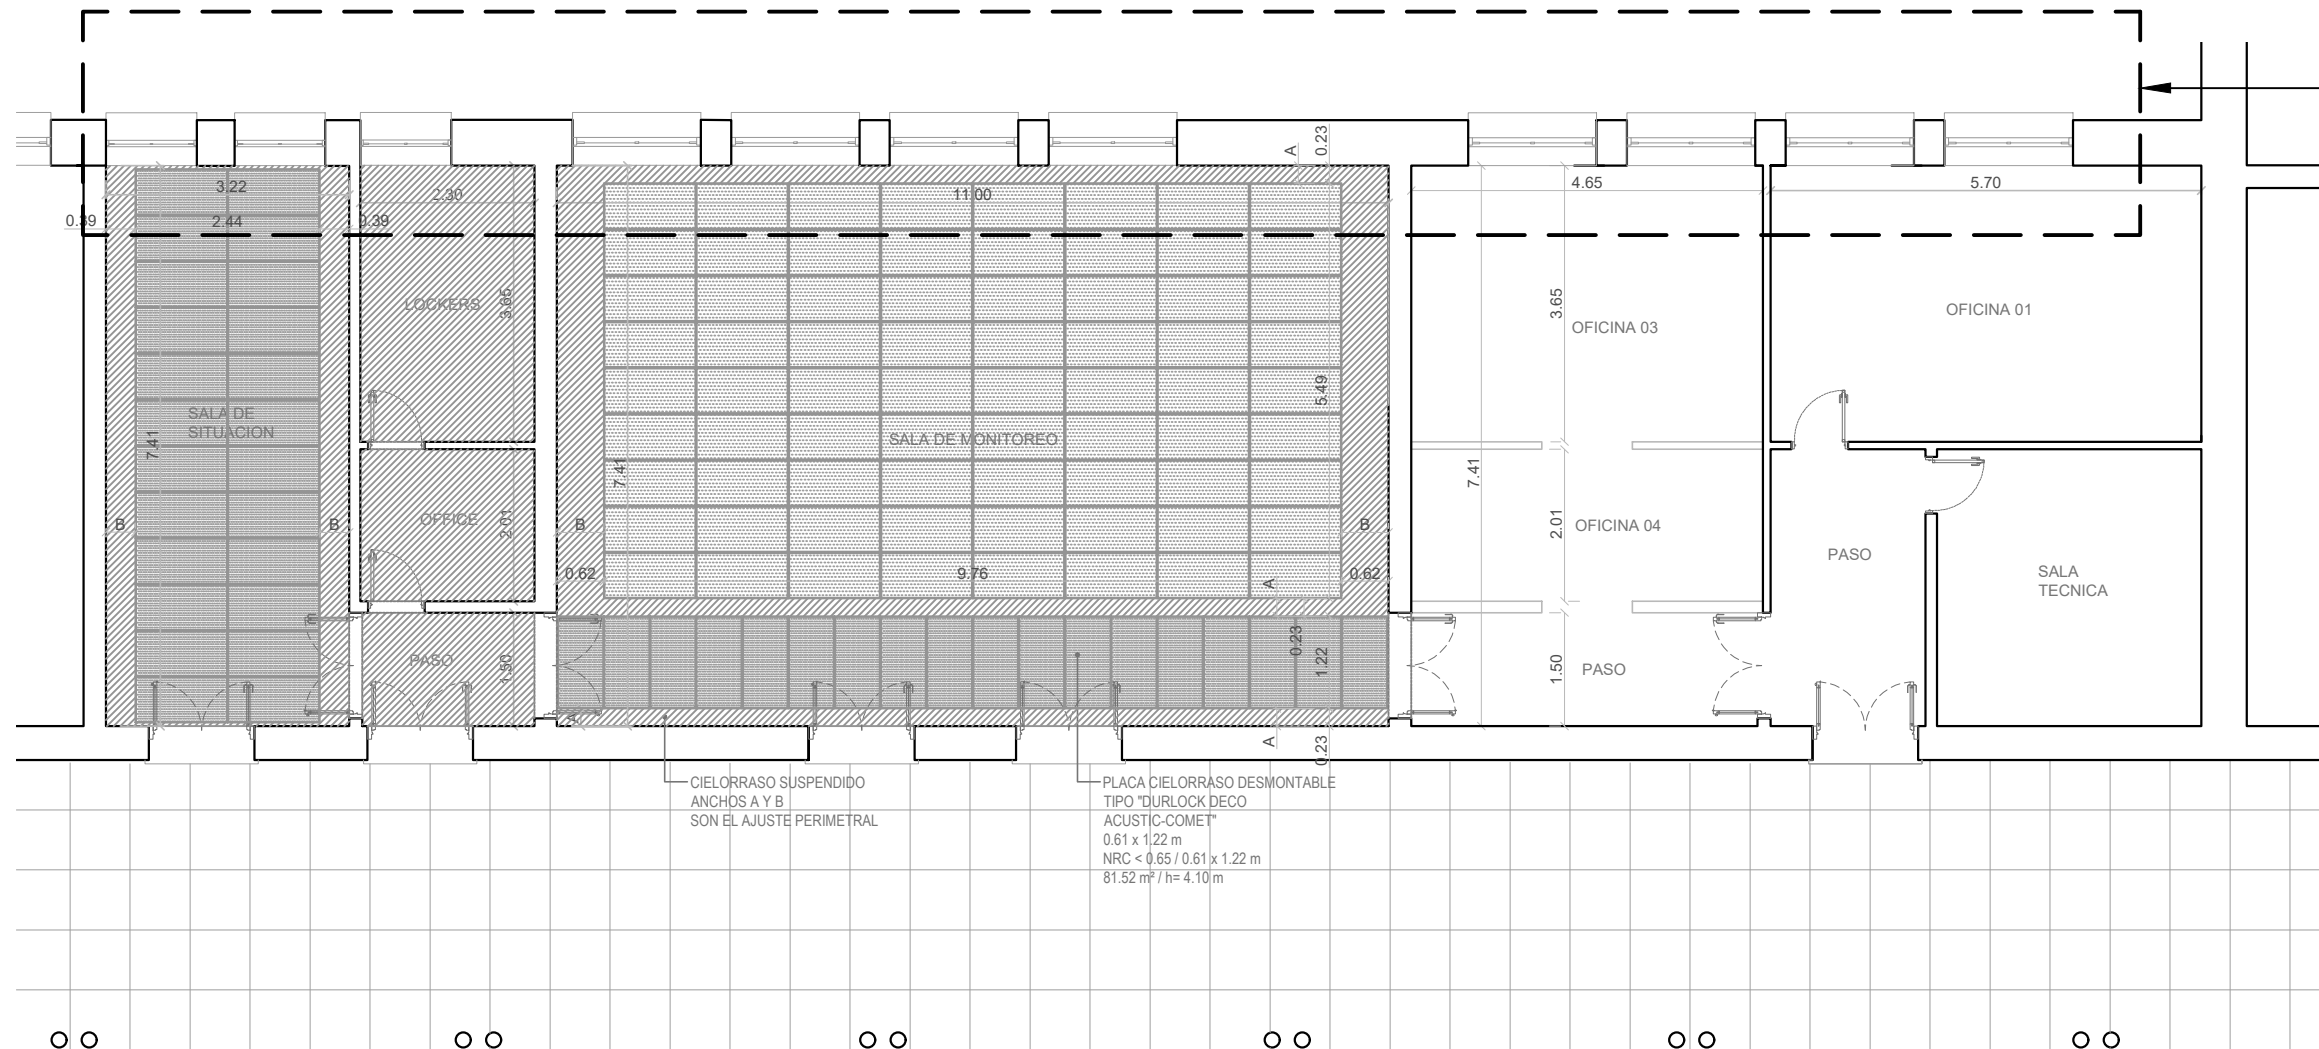 A
0.23
3.22
2.30
11.00
4.65
5.70
0.39
2.44
0.39
LOCKERS
3.65
3.65
OFICINA 03
OFICINA 01
5.49
SALA DE
SITUACION
7.41
SALA DE MONITOREO
7.41
7.41
B
B
OFFICE
2.01
B
B
2.01
OFICINA 04
PASO
0.62
9.76
0.62
A
SALA
TECNICA
0.23
PASO
1.50
1.22
1.50
PASO
A
A
0.23
CIELORRASO SUSPENDIDO
ANCHOS A Y B
SON EL AJUSTE PERIMETRAL
PLACA CIELORRASO DESMONTABLE
TIPO "DURLOCK DECO
ACUSTIC-COMET"
0.61 x 1.22 m
NRC < 0.65 / 0.61 x 1.22 m
81.52 m² / h= 4.10 m